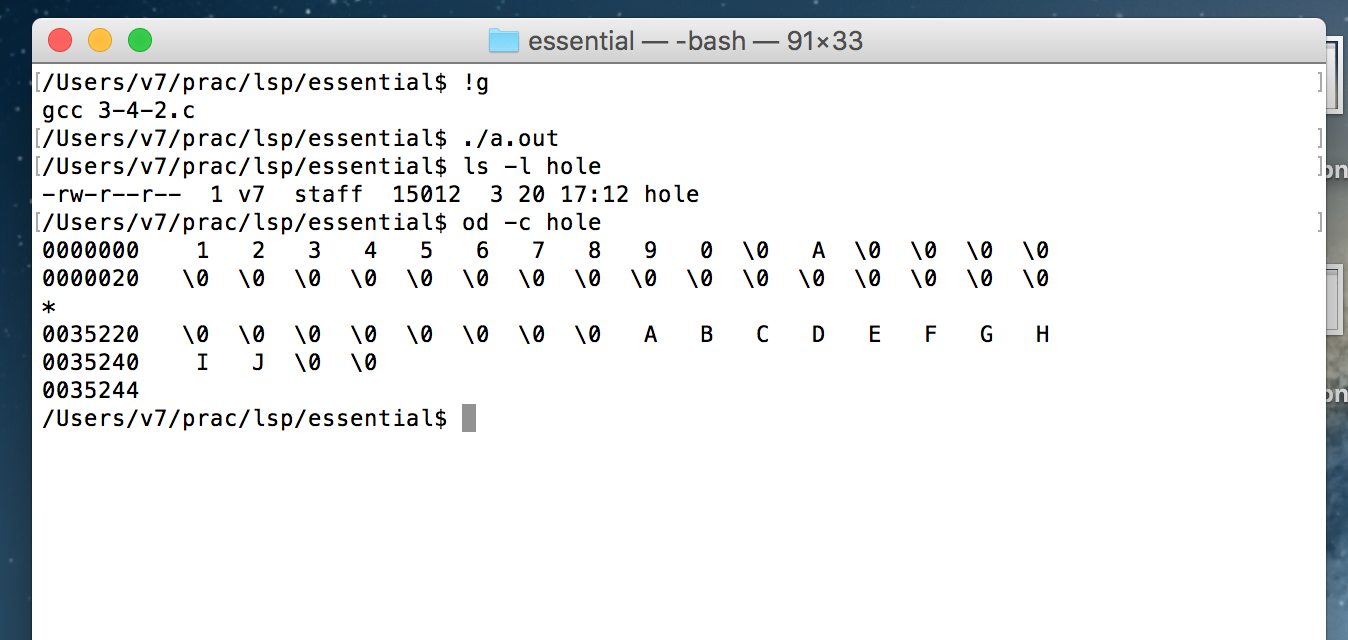 essential — -bash — 91×33
[/Users/v7/prac/lsp/essential$ !g ]
gcc 3-4-2.c
[/Users/v7/prac/lsp/essential$ ./a.out ]
[/Users/v7/prac/lsp/essential$ ls -l hole ]
-rw-r--r--  1 v7  staff  15012  3 20 17:12 hole
[/Users/v7/prac/lsp/essential$ od -c hole ]
0000000    1   2   3   4   5   6   7   8   9   0  \0   A  \0  \0  \0  \0
0000020   \0  \0  \0  \0  \0  \0  \0  \0  \0  \0  \0  \0  \0  \0  \0  \0
*
0035220   \0  \0  \0  \0  \0  \0  \0  \0   A   B   C   D   E   F   G   H
0035240    I   J  \0  \0
0035244
/Users/v7/prac/lsp/essential$